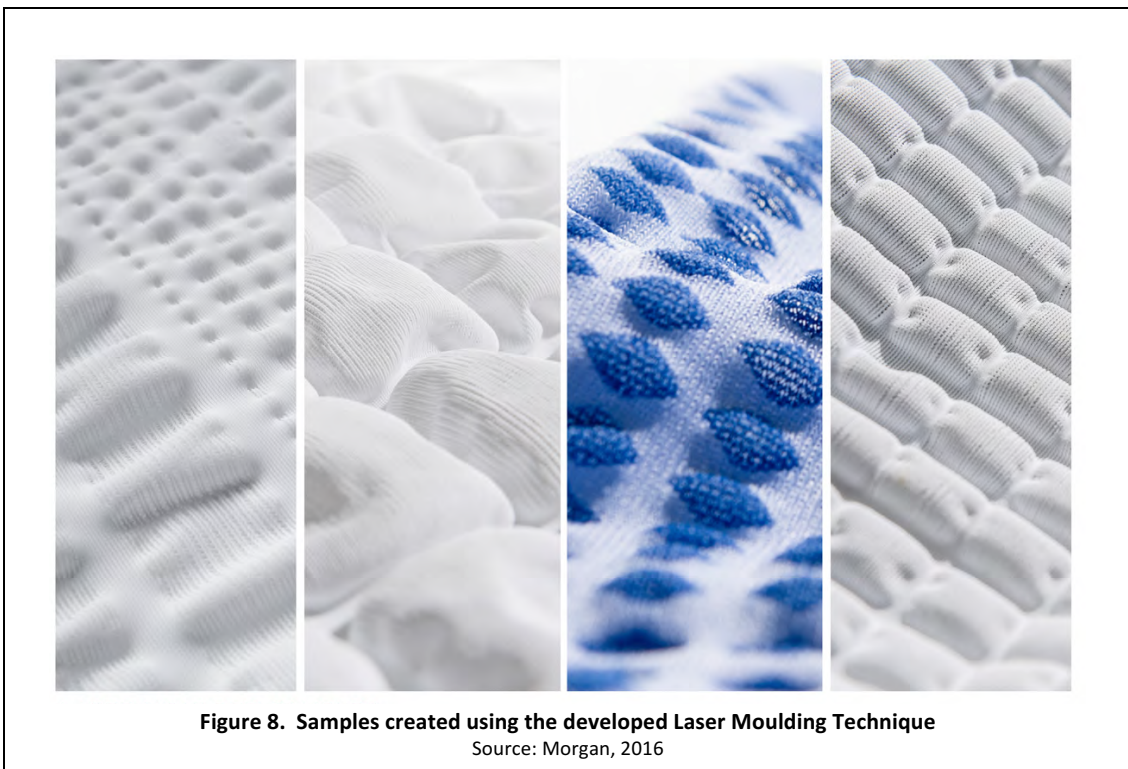 Figure 8.  Samples created using the developed Laser Moulding Technique
Source: Morgan, 2016